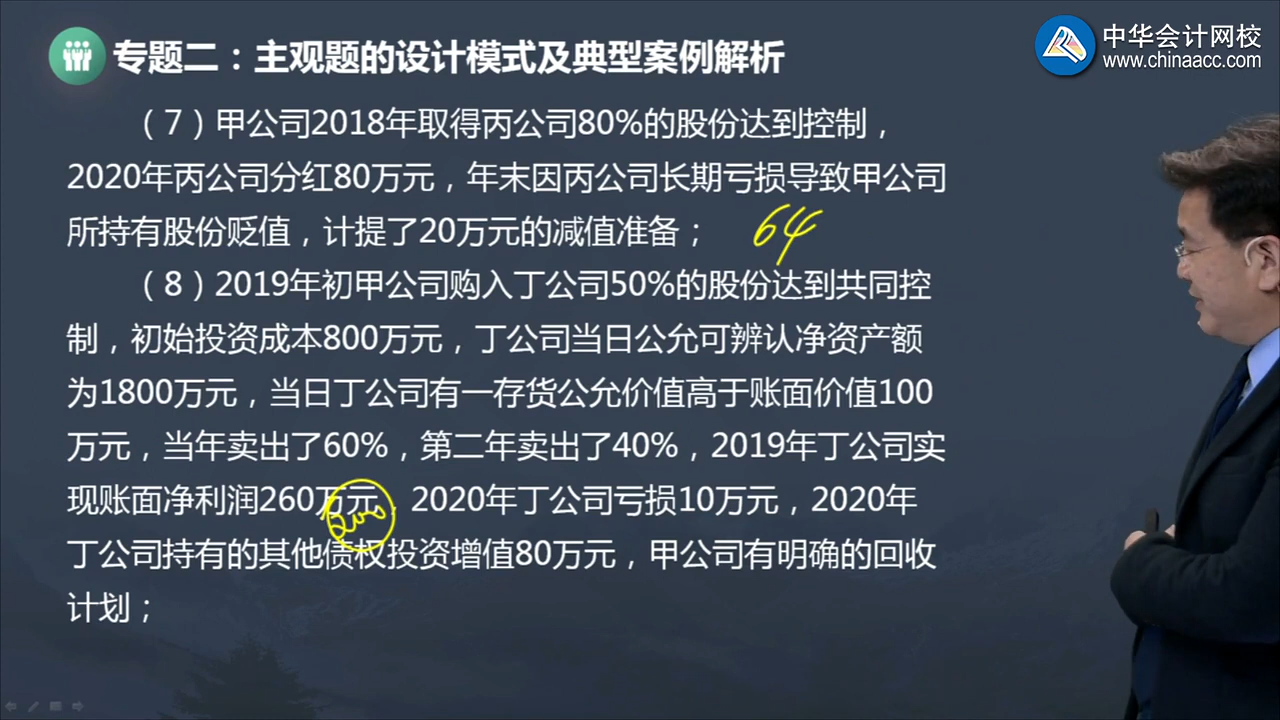 专题二：主观题的设计模式及典型案例解析
中华会计网校
www.chinaacc.com
（7）甲公司2018年取得丙公司80%的股份达到控制，
2020年丙公司分红80万元，年末因丙公司长期亏损导致甲公司
所持有股份贬值，计提了20万元的减值准备；
64
（8）2019年初甲公司购入丁公司50%的股份达到共同控
制，初始投资成本800万元，丁公司当日公允可辨认净资产额
为1800万元，当日丁公司有一存货公允价值高于账面价值100
万元，当年卖出了60%，第二年卖出了40%，2019年丁公司实
现账面净利润260万元，2020年丁公司亏损10万元，2020年
200
丁公司持有的其他债权投资增值80万元，甲公司有明确的回收
计划；